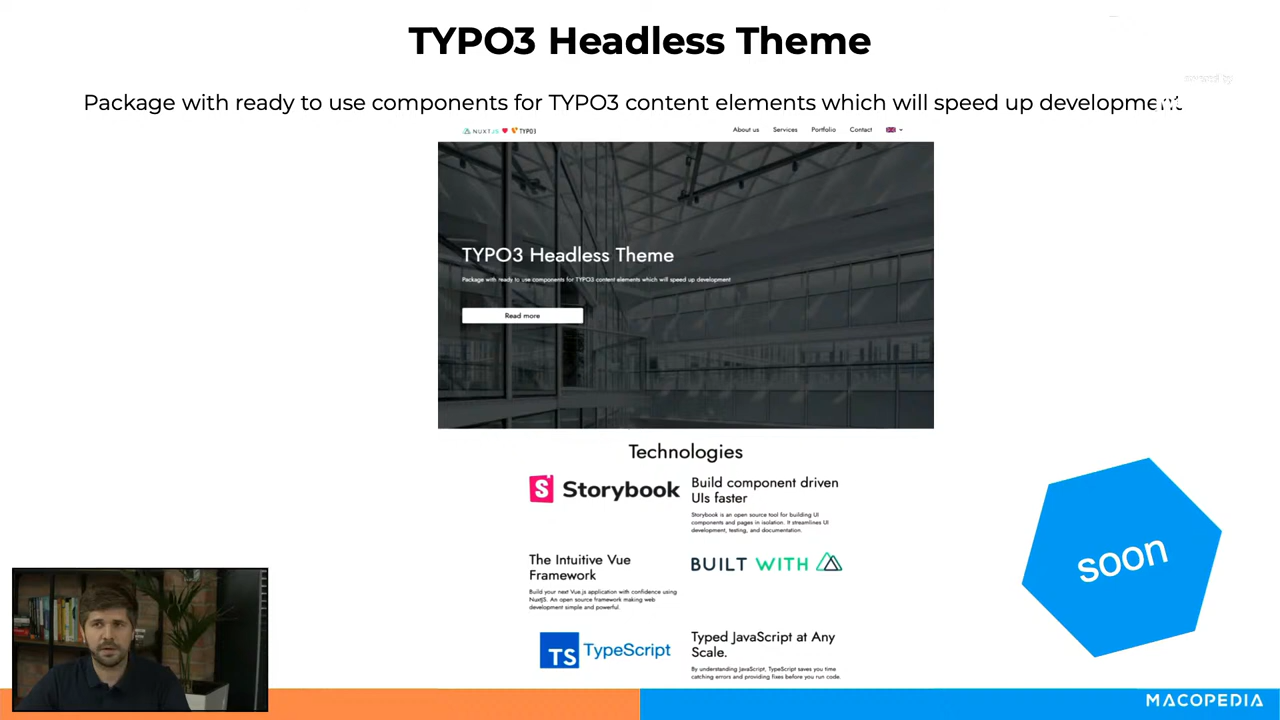 TYPO3 Headless Theme
powered by
Package with ready to use components for TYPO3 content elements which will speed up development
NUXTJS TYPO3
About us Services Portfolio Contact
TYPO3 Headless Theme
Package with ready to use components for TYPO3 content elements which will speed up development
Read more
Technologies
Storybook
Build component driven
UIs faster
Storybook is an open source tool for building UI
components and pages in isolation. It streamlines UI
development, testing, and documentation.
The Intuitive Vue
Framework
Build your next Vue.js application with confidence using
NuxtJS. An open source framework making web
development simple and powerful.
BUILT WITH
TS TypeScript
Typed JavaScript at Any
Scale.
By understanding JavaScript, TypeScript saves you time
catching errors and providing fixes before you run code.
soon
MACOPEDIA